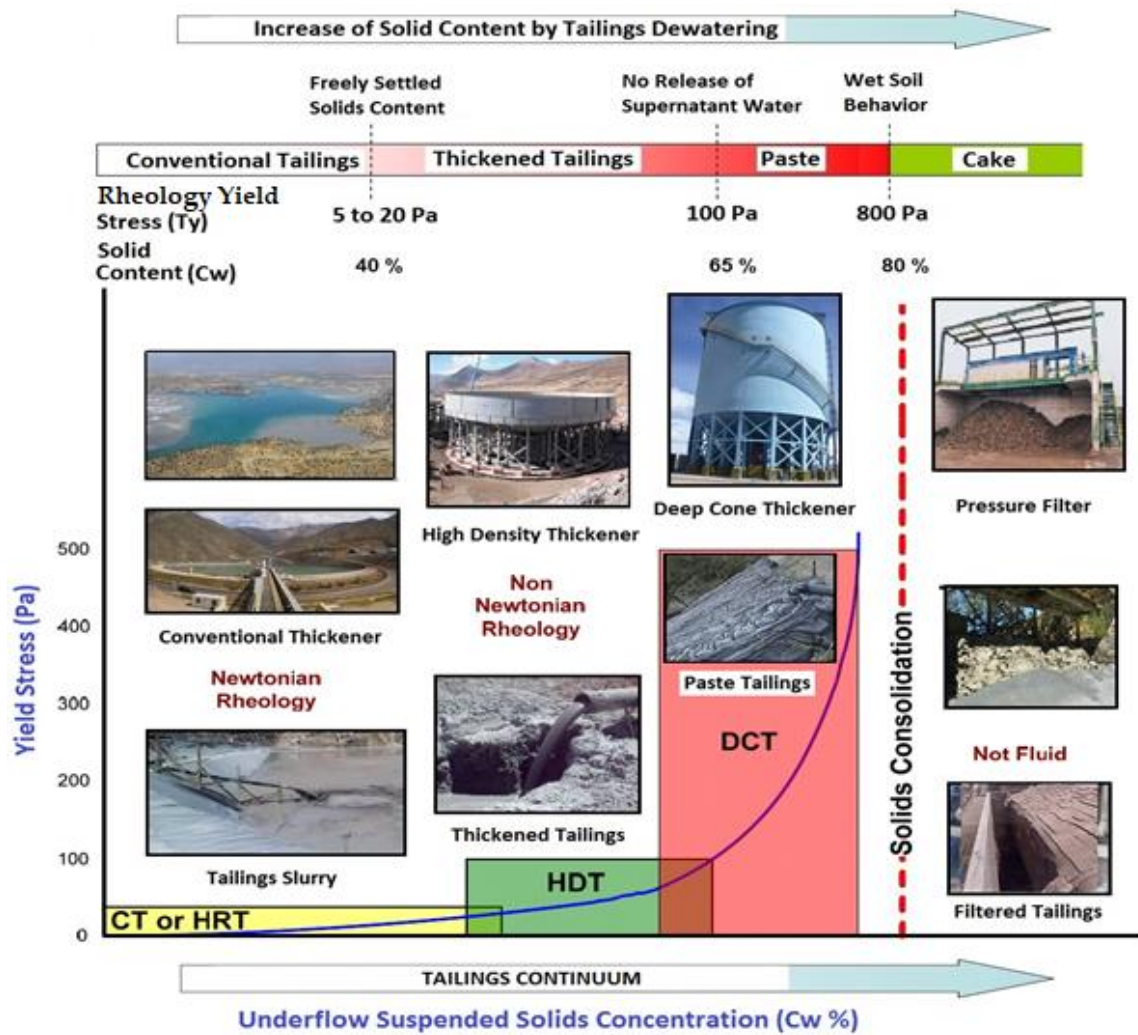 Increase of Solid Content by Tailings Dewatering
Freely Settled
Solids Content
No Release of
Supernatant Water
Wet Soil
Behavior
Conventional Tailings
Thickened Tailings
Paste
Cake
Rheology Yield
Stress (Ty)
5 to 20 Pa
100 Pa
800 Pa
Solid
Content (Cw)
40 %
65 %
80 %
Yield Stress (Pa)
500
400
300
200
100
0
Conventional Thickener
Newtonian
Rheology
Tailings Slurry
CT or HRT
High Density Thickener
Non
Newtonian
Rheology
Thickened Tailings
HDT
Deep Cone Thickener
Paste Tailings
DCT
Solids Consolidation
Pressure Filter
Not Fluid
Filtered Tailings
TAILINGS CONTINUUM
Underflow Suspended Solids Concentration (Cw %)